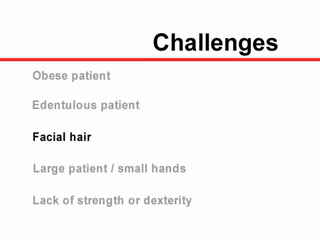 Challenges
Obese patient
Edentulous patient
Facial hair
Large patient / small hands
Lack of strength or dexterity